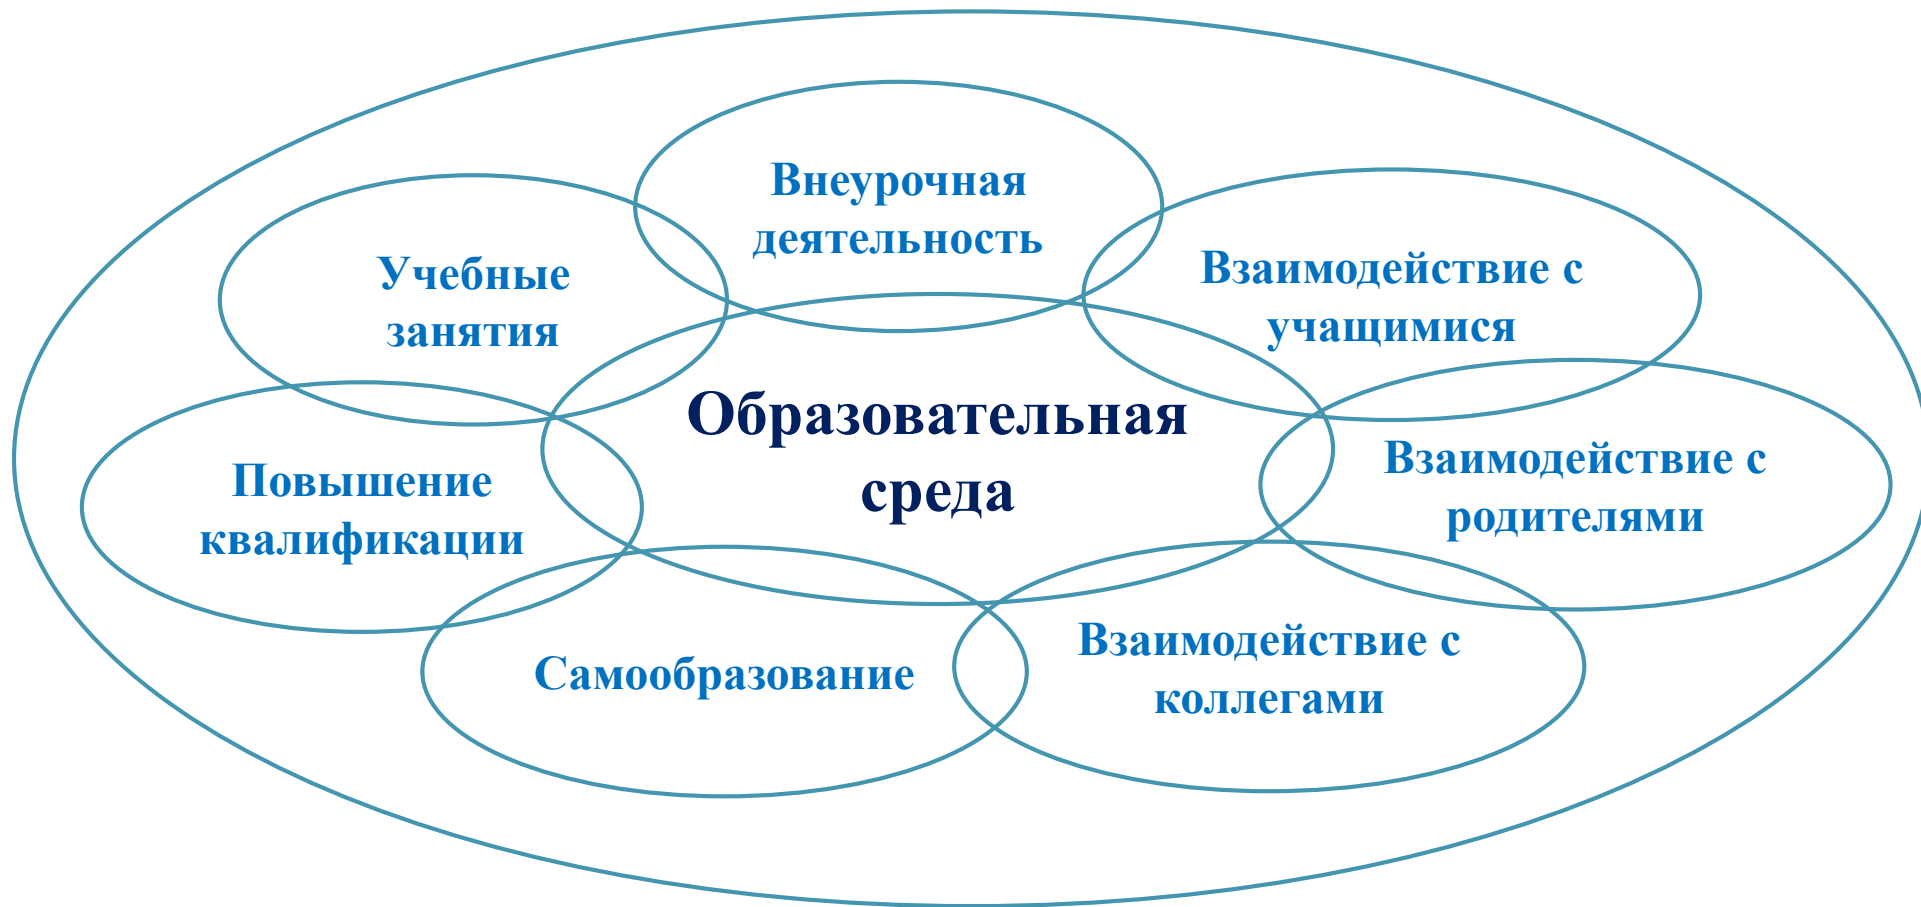 Внеурочная
деятельность
Учебные
занятия
Взаимодействие с
учащимися
Образовательная
среда
Повышение
квалификации
Взаимодействие с
родителями
Самообразование
Взаимодействие с
коллегами